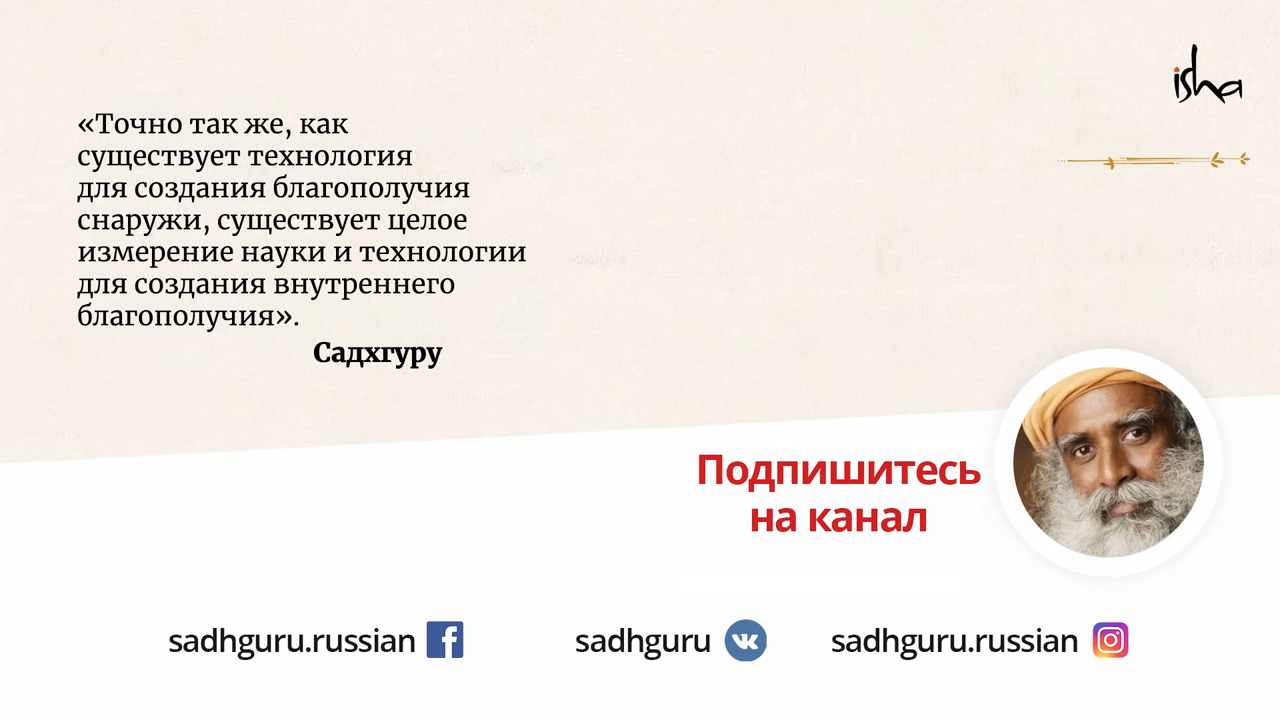 isha
«Точно так же, как
существует технология
для создания благополучия
снаружи, существует целое
измерение науки и технологии
для создания внутреннего
благополучия».
Садхгуру
Подпишитесь
на канал
sadhguru.russian
sadhguru
sadhguru.russian